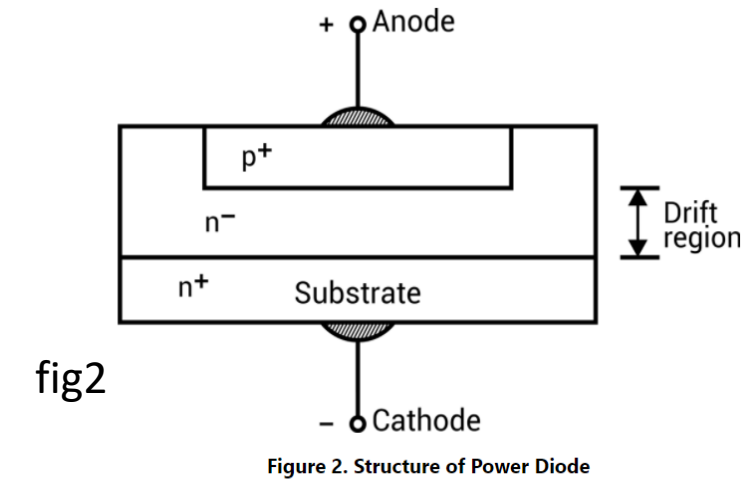 + Anode
p+
n−
Drift
region
n+
Substrate
fig2
− Cathode
Figure 2. Structure of Power Diode